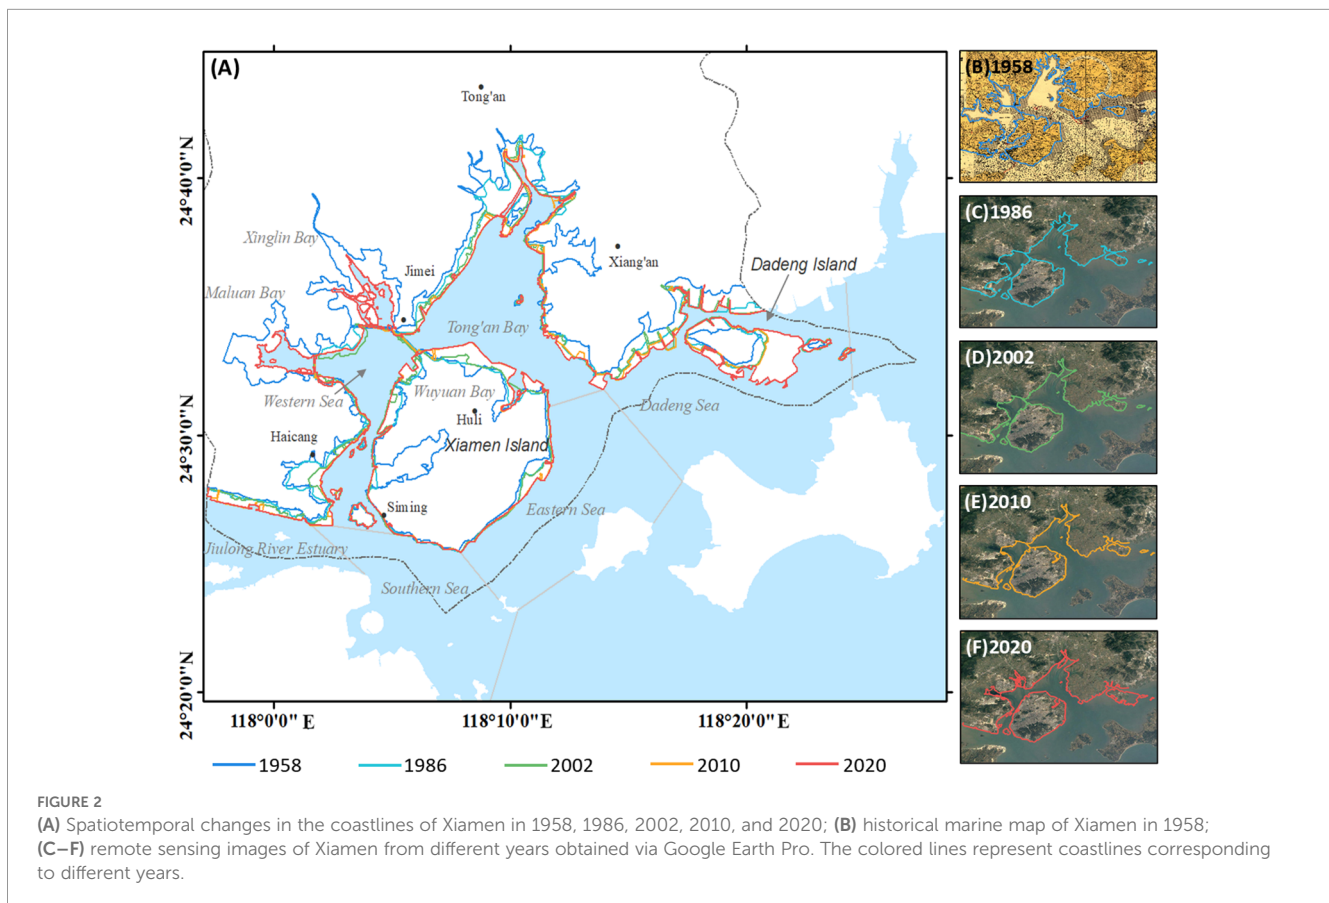 (A)
Tong'an
24°40'0"N
Xinglin Bay
Jimei
Xiang'an
Dadeng Island
Maluan Bay
Tong'an Bay
Western Sea
Wuyuan Bay
Huli
Dadeng Sea
24°30'0"N
Haicang
Xiamen Island
Siming
Eastern Sea
Jiulong River Estuary
Southern Sea
24°20'0"N
118°0'0"E
118°10'0"E
118°20'0"E
(B)1958
(C)1986
(D)2002
(E)2010
(F)2020
1958
1986
2002
2010
2020
FIGURE 2
(A) Spatiotemporal changes in the coastlines of Xiamen in 1958, 1986, 2002, 2010, and 2020; (B) historical marine map of Xiamen in 1958;
(C–F) remote sensing images of Xiamen from different years obtained via Google Earth Pro. The colored lines represent coastlines corresponding
to different years.